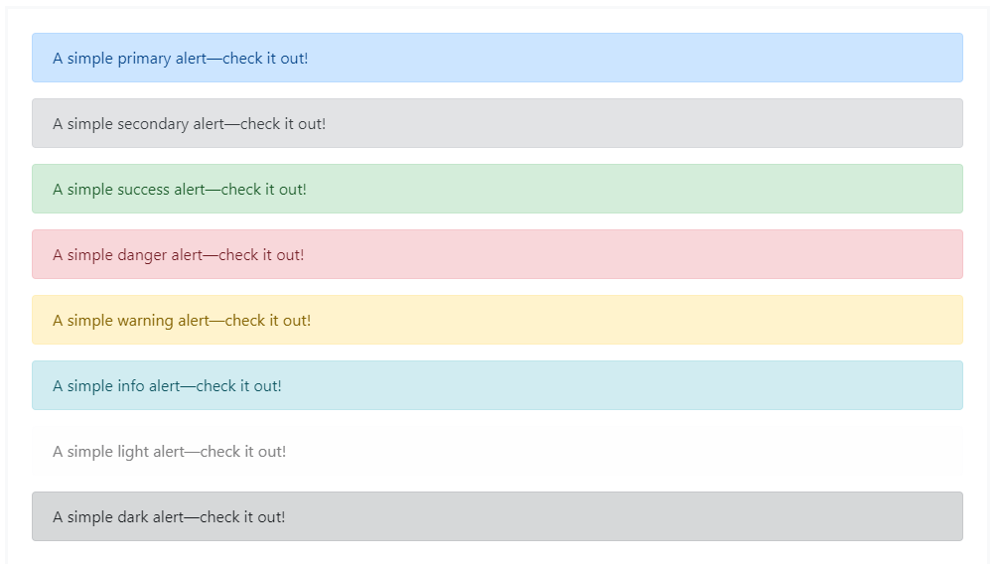 A simple primary alert—check it out!
A simple secondary alert—check it out!
A simple success alert—check it out!
A simple danger alert—check it out!
A simple warning alert—check it out!
A simple info alert—check it out!
A simple light alert—check it out!
A simple dark alert—check it out!